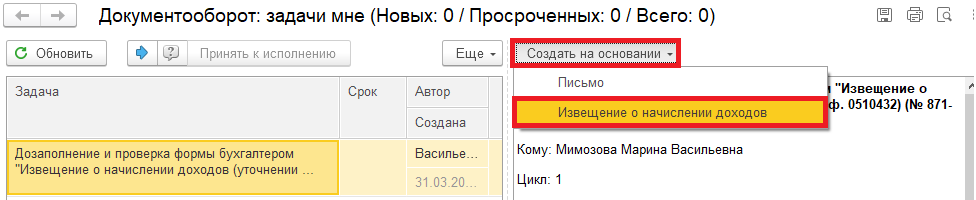 Документооборот: задачи мне (Новых: 0 / Просроченных: 0 / Всего: 0)
Обновить
Принять к исполнению
Еще
Создать на основании
Задача
Срок
Автор
Создана
Дозаполнение и проверка формы бухгалтером
"Извещение о начислении доходов (уточнении ...
Василье...
31.03.20...
Письмо
Извещение о начислении доходов
"Извещение о
ф. 0510432) (№ 871-
Кому: Мимозова Марина Васильевна
Цикл: 1